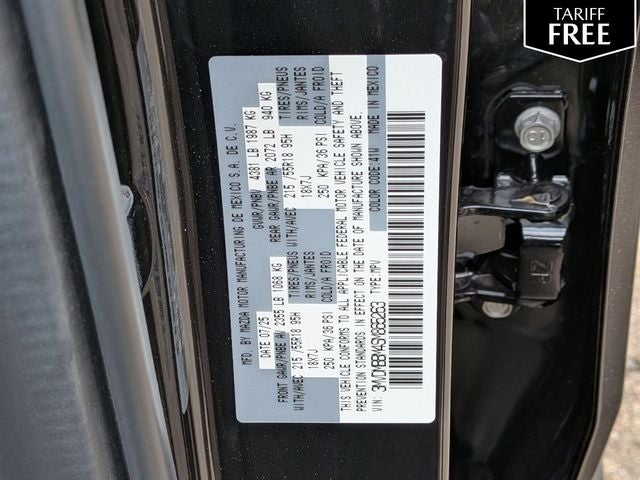 TARIFF
FREE
MFD. BY MAZDA MOTOR MANUFACTURING DE MEXICO S.A. DE C.V.
DATE 07/25 GVWR/PNBV 4381 LB 1987 KG
FRONT GAWR/PNBE AV 2355 LB 1068 KG REAR GAWR/PNBE AR 2072 LB 940 KG
WITH/AVEC 215 /55R18 95H TIRES/PNEUS WITH/AVEC 215 /55R18 95H TIRES/PNEUS
18X7J RIMS/JANTES 18X7J RIMS/JANTES
250 KPA/36 PSI COLD/A FROID 250 KPA/36 PSI COLD/A FROID
THIS VEHICLE CONFORMS TO ALL APPLICABLE FEDERAL MOTOR VEHICLE SAFETY AND THEFT
PREVENTION STANDARDS IN EFFECT ON THE DATE OF MANUFACTURE SHOWN ABOVE.
VIN: TYPE:MPV COLOR CODE:41W MADE IN MEXICO